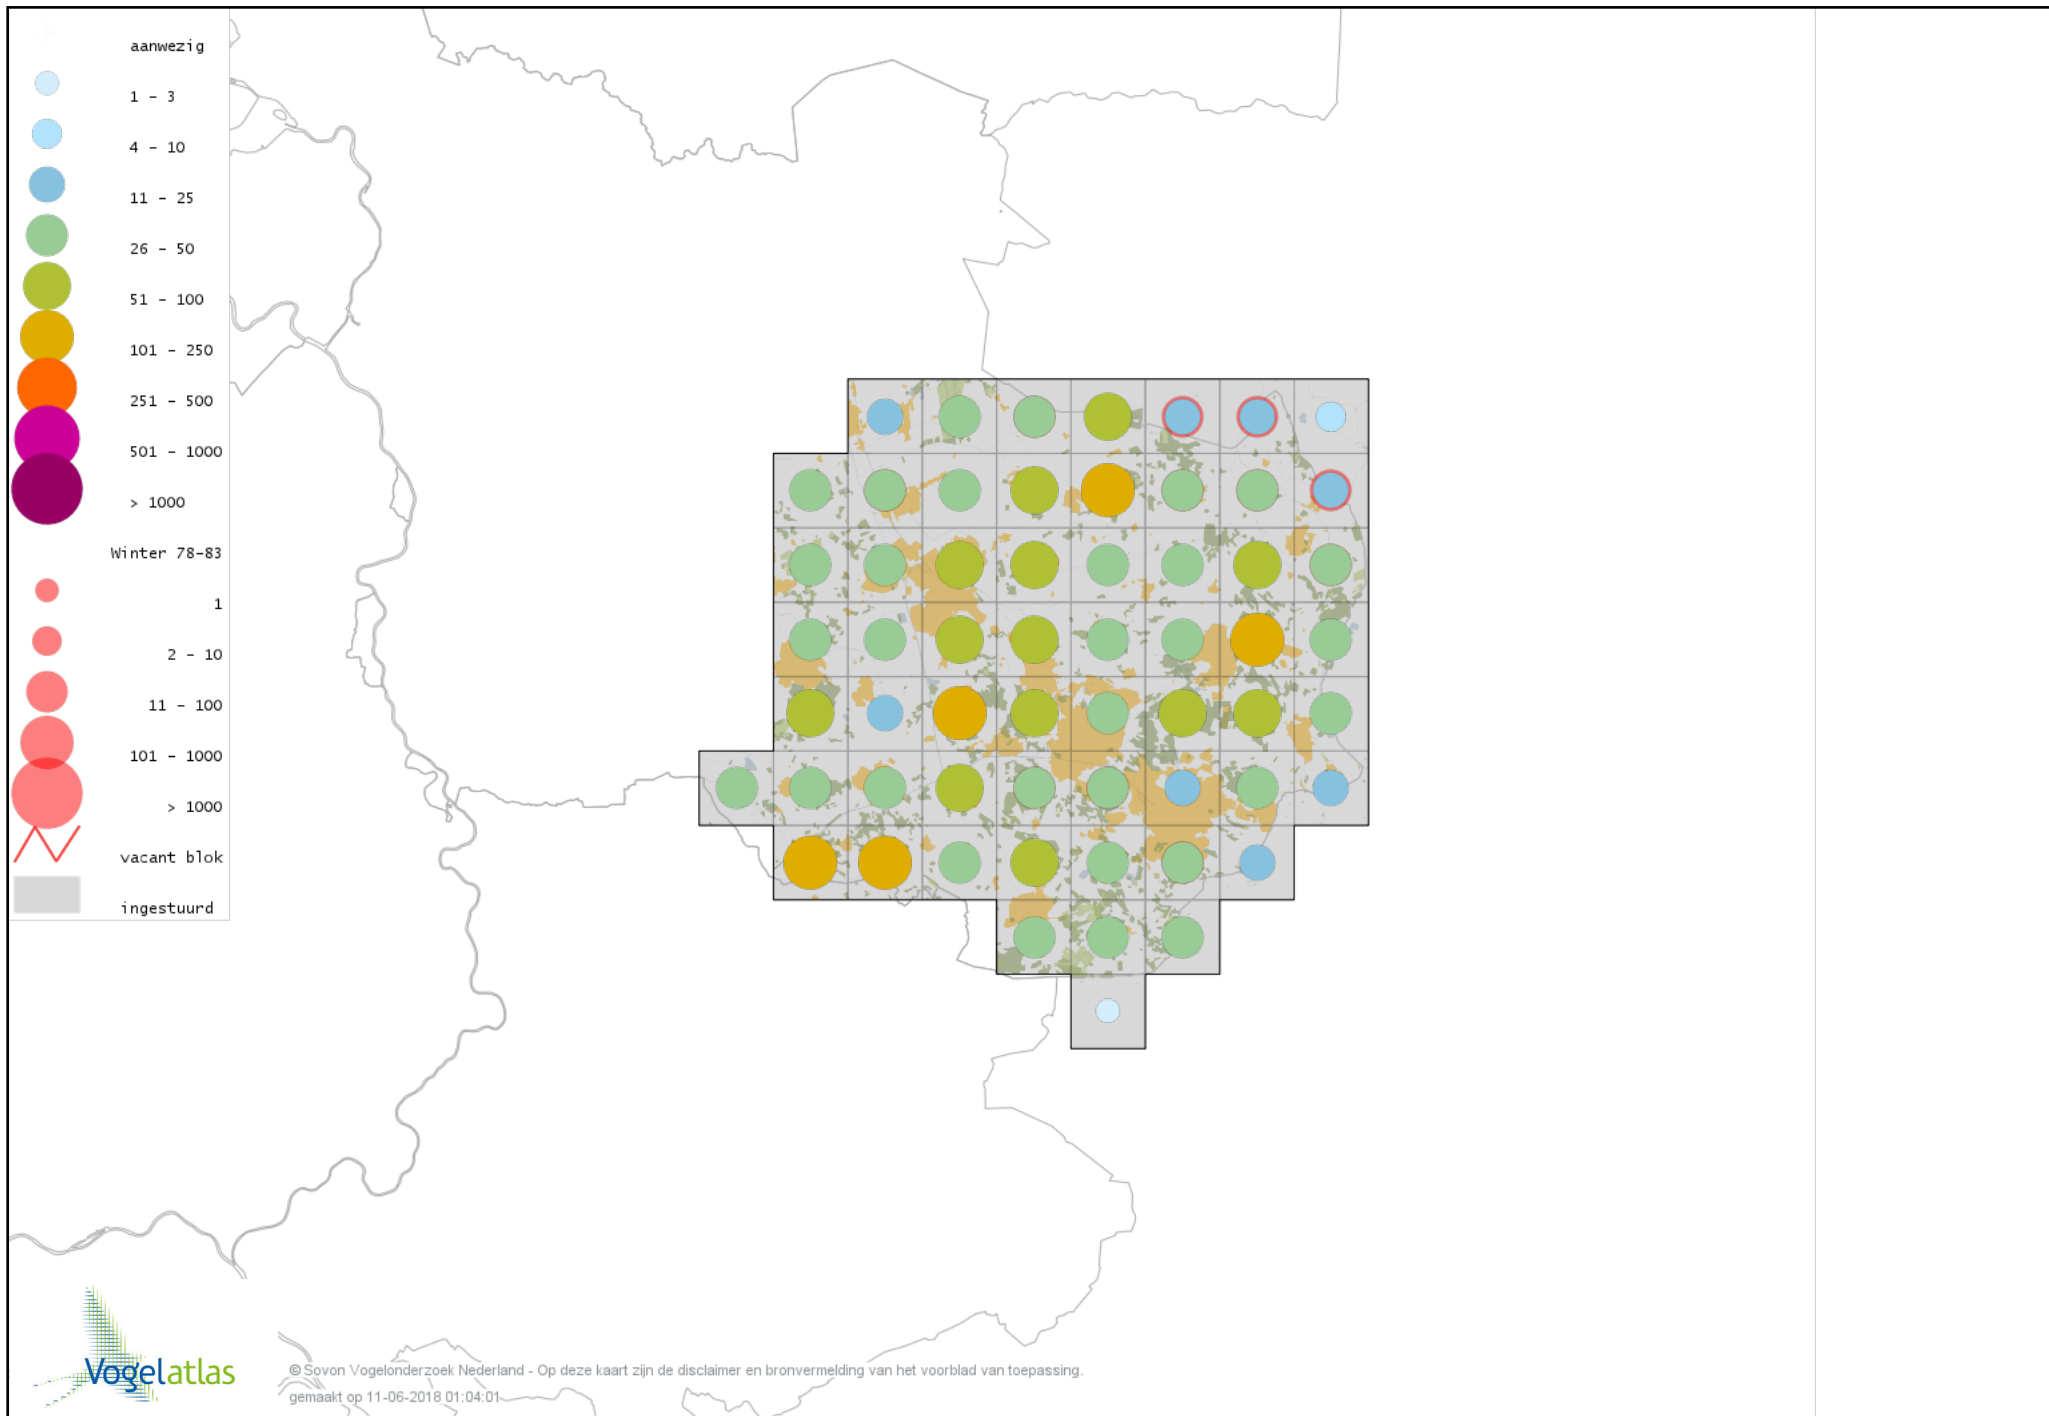 aanwezig
1 - 3
4 - 10
11 - 25
26 - 50
51 - 100
101 - 250
251 - 500
501 - 1000
> 1000
Winter 78-83
1
2 - 10
11 - 100
101 - 1000
> 1000
vacant blok
ingestuurd
Vogelatlas
© Sovon Vogelonderzoek Nederland - Op deze kaart zijn de disclaimer en bronvermelding van het voorblad van toepassing.
gemaakt op 11-06-2018 01:04:01